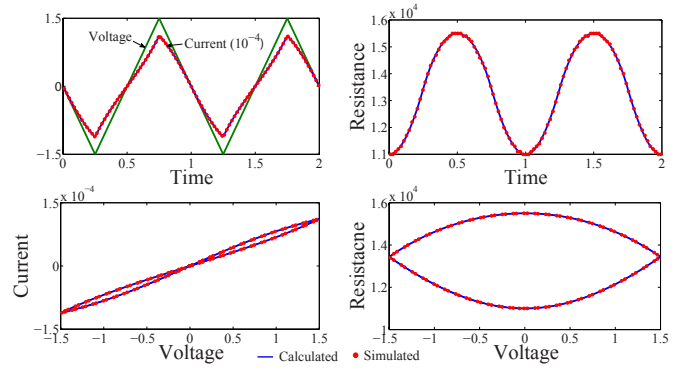 1.5
Voltage
Current (10⁻⁴)
0
−1.5
0 0.5 1 1.5 2
Time
x 10⁴
1.6
1.5
1.4
1.3
1.2
1.1
Resistance
0 0.5 1 1.5 2
Time
x 10⁻⁴
1.5
0
−1.5
Current
−1.5 −1 −0.5 0 0.5 1 1.5
Voltage
x 10⁴
1.6
1.3
10
Resistacne
−1.5 −1 −0.5 0 0.5 1 1.5
Voltage
Calculated Simulated